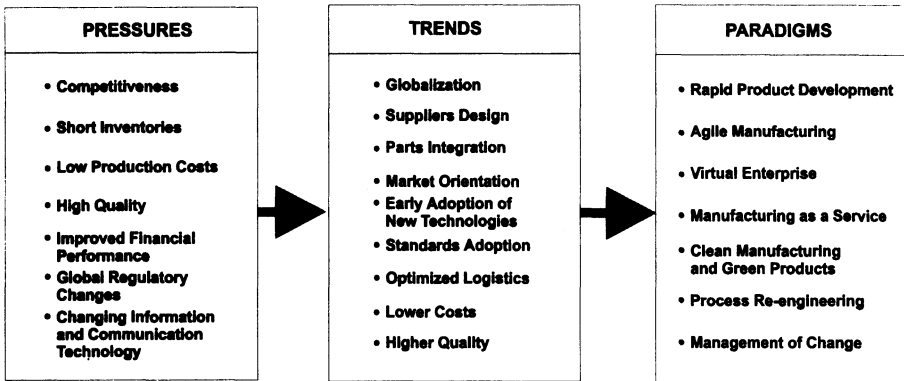 PRESSURES
• Competitiveness
• Short Inventories
• Low Production Costs
• High Quality
• Improved Financial
Performance
• Global Regulatory
Changes
• Changing Information
and Communication
Technology
TRENDS
• Globalization
• Suppliers Design
• Parts Integration
• Market Orientation
• Early Adoption of
New Technologies
• Standards Adoption
• Optimized Logistics
• Lower Costs
• Higher Quality
PARADIGMS
• Rapid Product Development
• Agile Manufacturing
• Virtual Enterprise
• Manufacturing as a Service
• Clean Manufacturing
and Green Products
• Process Re-engineering
• Management of Change